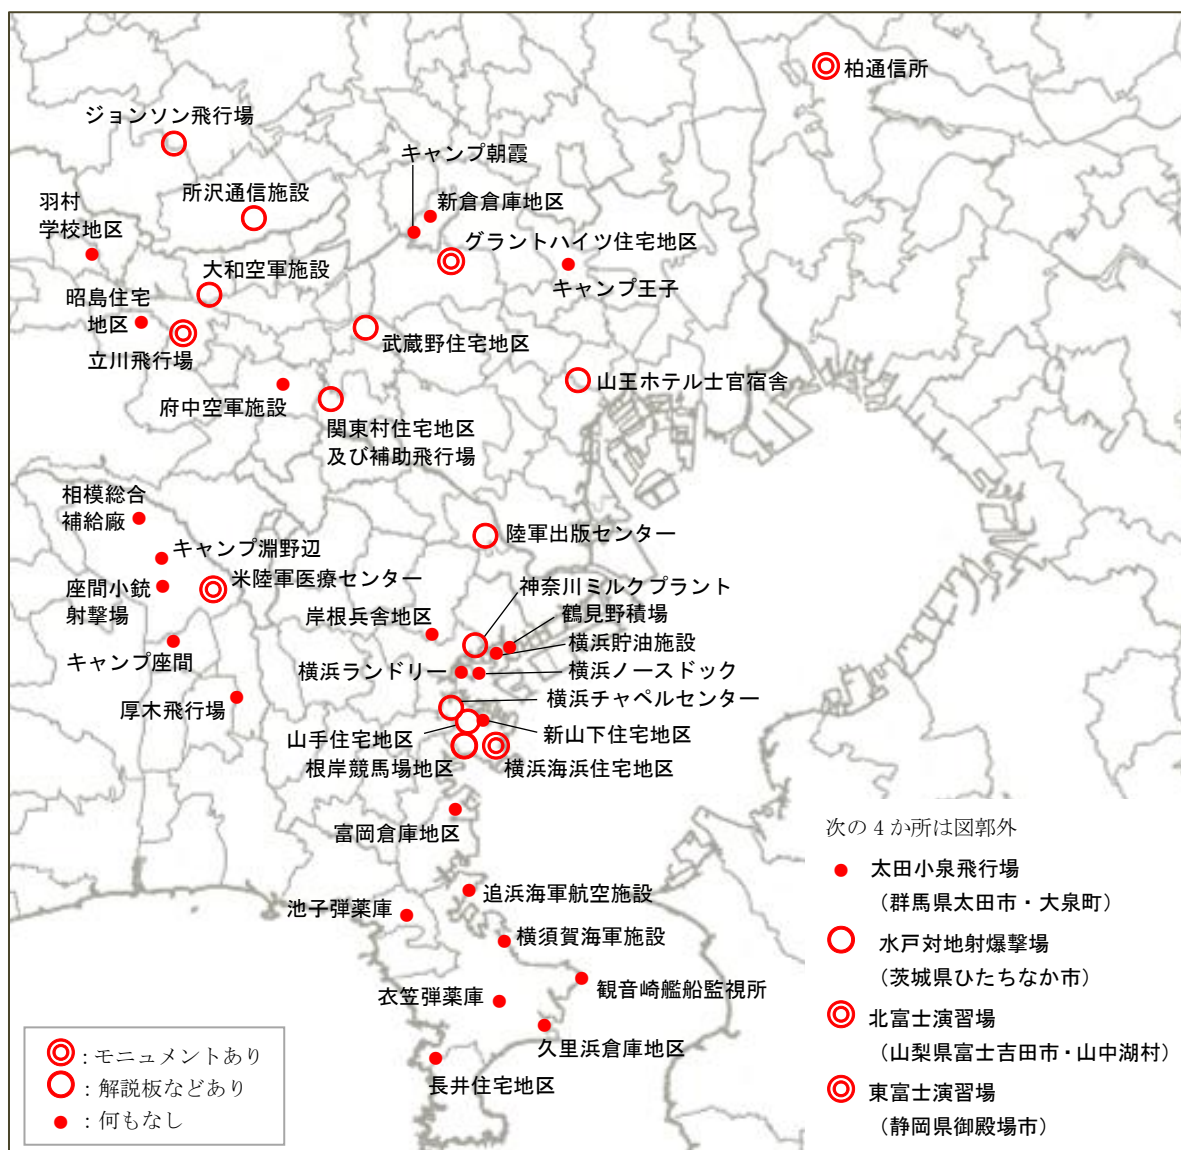 柏通信所
ジョンソン飛行場
キャンプ朝霞
所沢通信施設
新倉倉庫地区
羽村
学校地区
グラントハイツ住宅地区
大和空軍施設
キャンプ王子
昭島住宅
地区
立川飛行場
武蔵野住宅地区
山王ホテル士官宿舎
府中空軍施設
関東村住宅地区
及び補助飛行場
相模総合
補給廠
陸軍出版センター
キャンプ淵野辺
米陸軍医療センター
座間小銃
射撃場
神奈川ミルクプラント
鶴見野積場
岸根兵舎地区
横浜貯油施設
キャンプ座間
横浜ランドリー
横浜ノースドック
横浜チャペルセンター
厚木飛行場
新山下住宅地区
山手住宅地区
根岸競馬場地区
横浜海浜住宅地区
富岡倉庫地区
追浜海軍航空施設
池子弾薬庫
横須賀海軍施設
観音崎艦船監視所
衣笠弾薬庫
久里浜倉庫地区
長井住宅地区
：モニュメントあり
：解説板などあり
：何もなし
次の４か所は図郭外
太田小泉飛行場
（群馬県太田市・大泉町）
水戸対地射爆撃場
（茨城県ひたちなか市）
北富士演習場
（山梨県富士吉田市・山中湖村）
東富士演習場
（静岡県御殿場市）